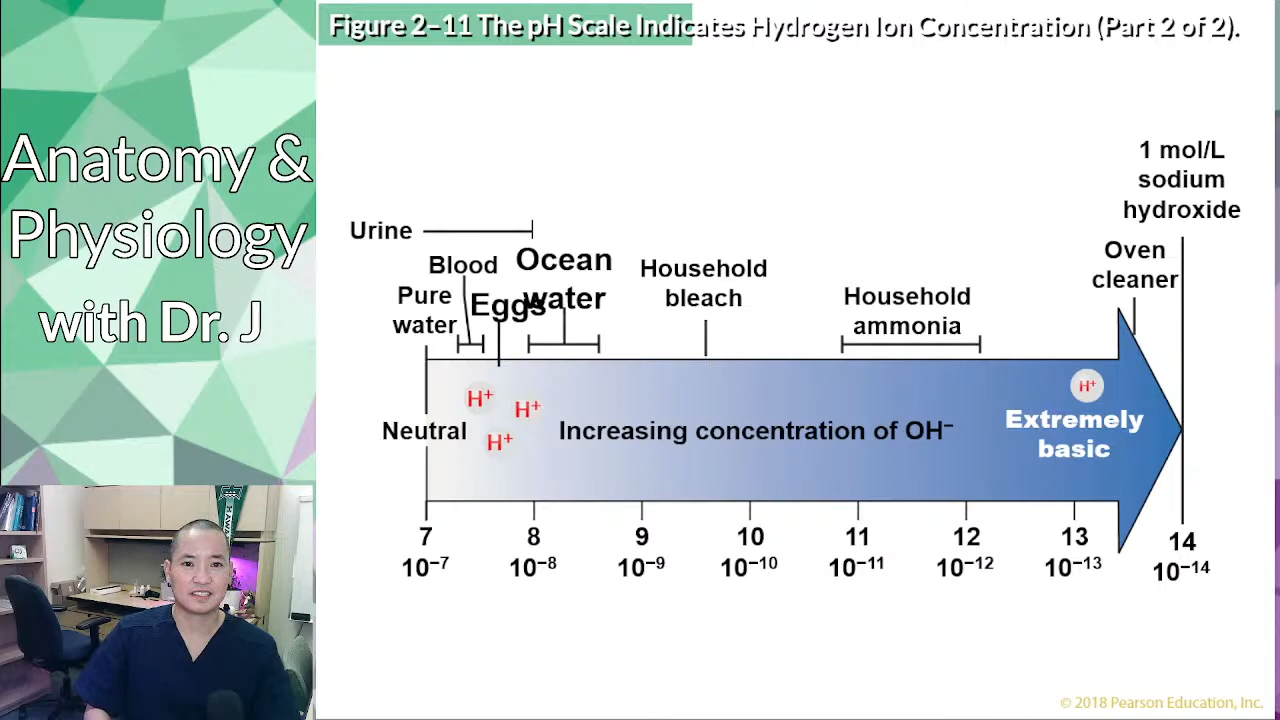 Figure 2–11 The pH Scale Indicates Hydrogen Ion Concentration (Part 2 of 2).
Anatomy &
Physiology
with Dr. J
1 mol/L
sodium
hydroxide
Urine
Blood
Ocean
water
Household
bleach
Oven
cleaner
Pure
water
Eggs
Household
ammonia
H⁺
H⁺
H⁺
H⁺
Neutral
Increasing concentration of OH⁻
Extremely
basic
7 8 9 10 11 12 13 14
10⁻⁷ 10⁻⁸ 10⁻⁹ 10⁻¹⁰ 10⁻¹¹ 10⁻¹² 10⁻¹³ 10⁻¹⁴
HAWA
© 2018 Pearson Education, Inc.